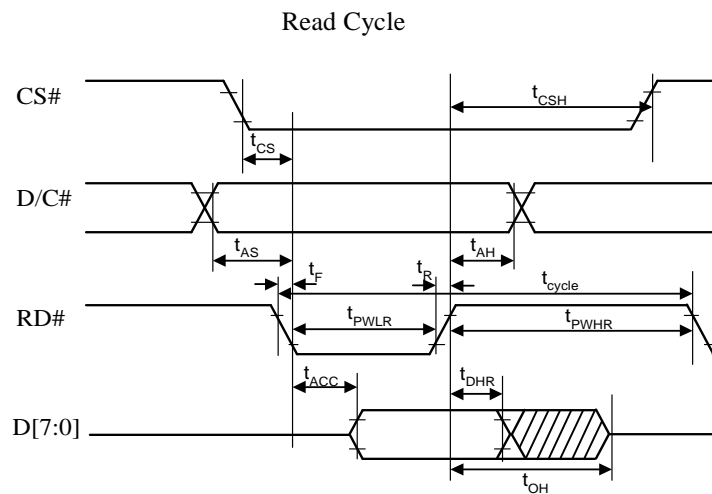 Read Cycle
CS#
tCSH
tCS
D/C#
tAS
tF
tR
tAH
tcycle
RD#
tPWLR
tPWHR
tACC
tDHR
D[7:0]
tOH